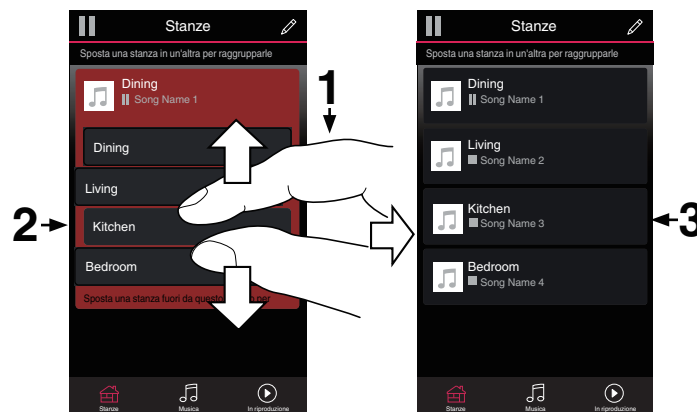 Stanze
Sposta una stanza in un'altra per raggrupparle
Dining
Song Name 1
Dining
Living
Kitchen
Bedroom
Sposta una stanza fuori da questo per
Stanze
Musica
In riproduzione
1
2
Stanze
Sposta una stanza in un'altra per raggrupparle
Dining
Song Name 1
Living
Song Name 2
Kitchen
Song Name 3
Bedroom
Song Name 4
Stanze
Musica
In riproduzione
3